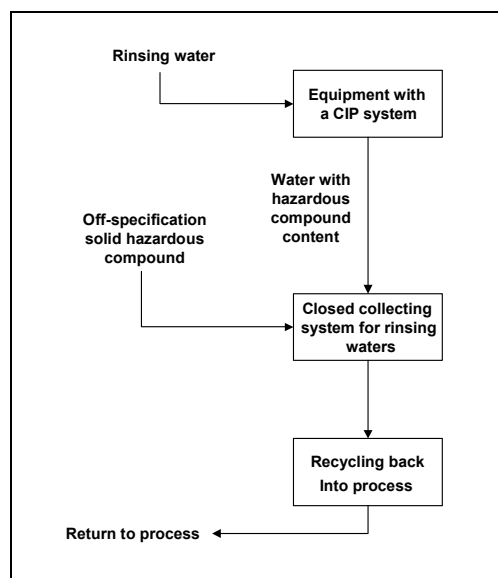 Rinsing water
Equipment with
a CIP system
Water with
hazardous
compound
content
Off-specification
solid hazardous
compound
Closed collecting
system for rinsing
waters
Recycling back
Into process
Return to process